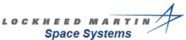 LOCKHEED MARTIN
Space Systems